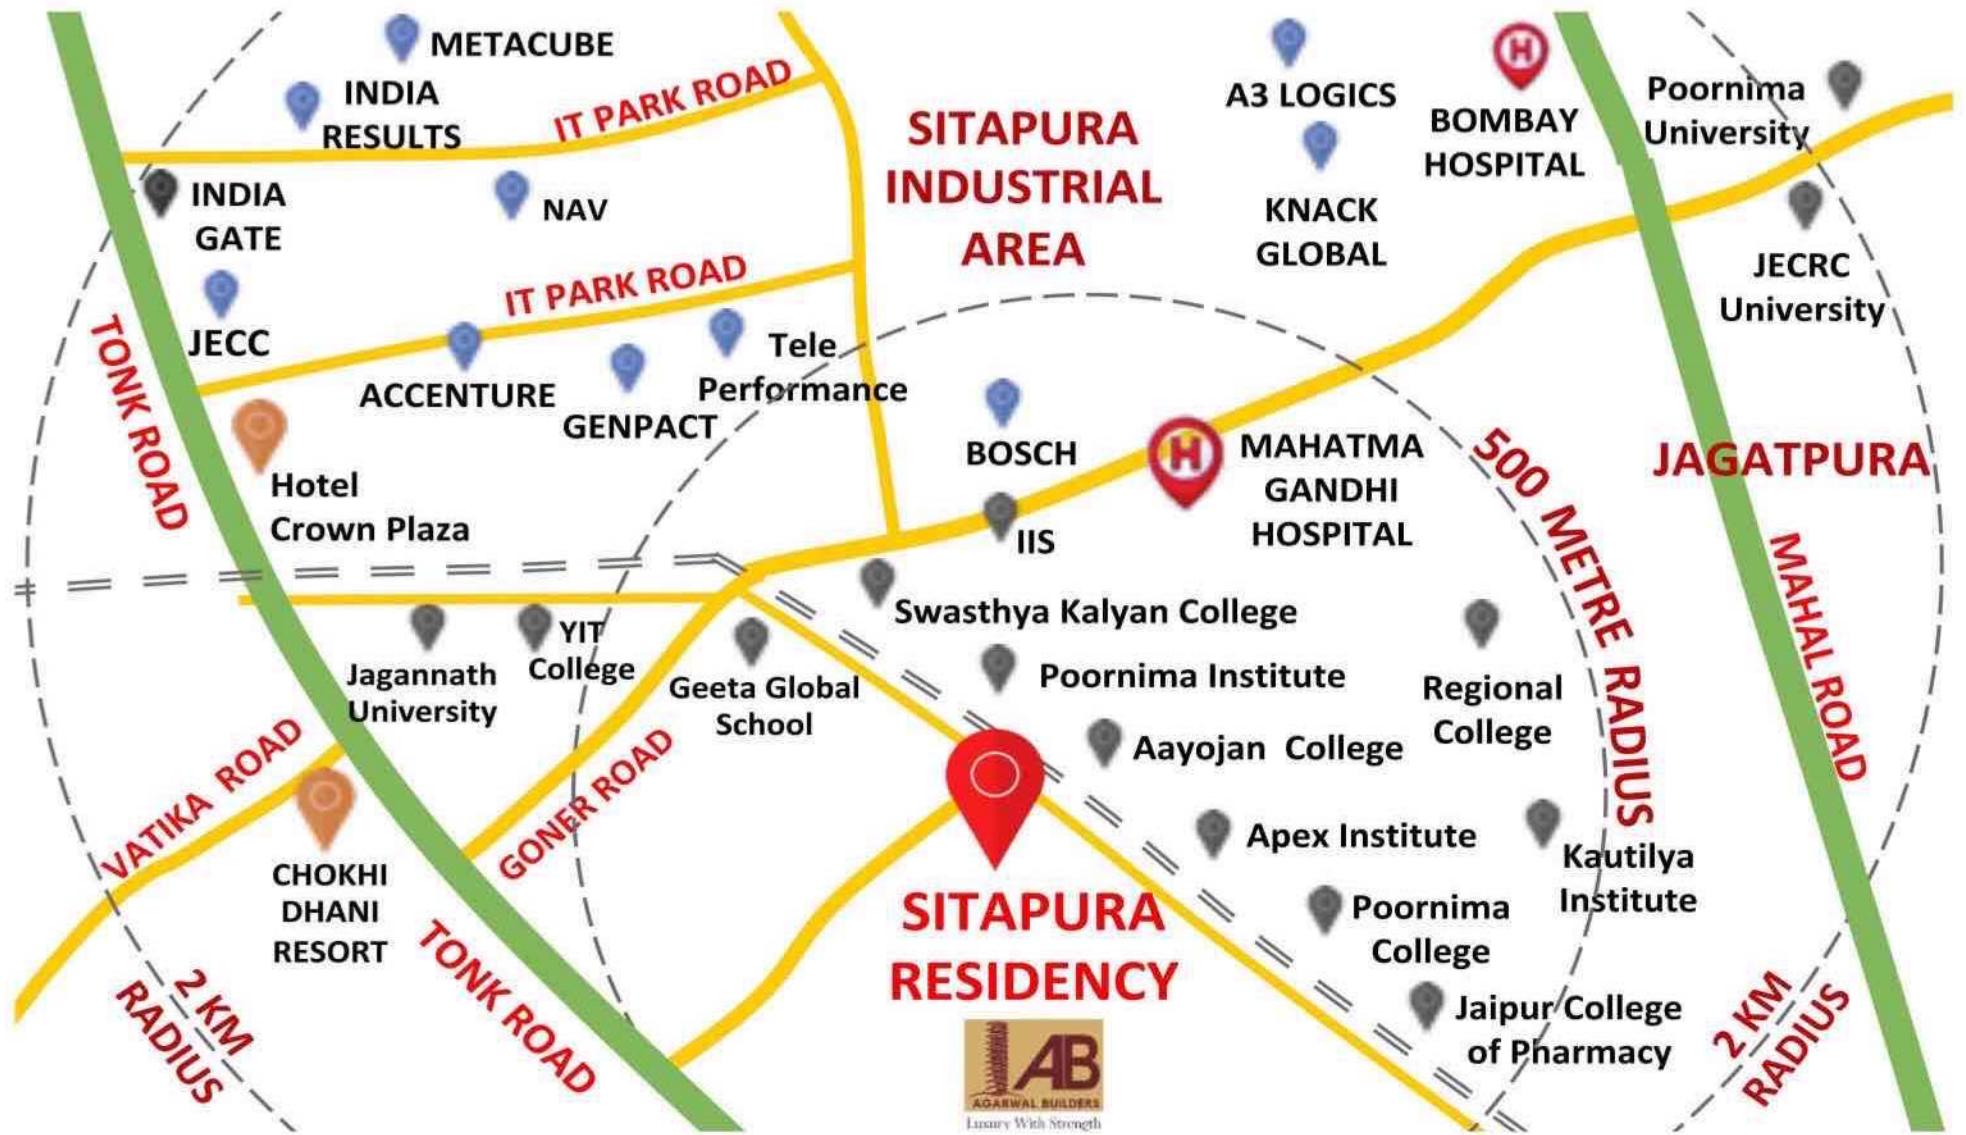 METACUBE
INDIA
RESULTS
IT PARK ROAD
A3 LOGICS
BOMBAY
HOSPITAL
Poornima
University
SITAPURA
INDUSTRIAL
AREA
INDIA
GATE
NAV
KNACK
GLOBAL
JECRC
University
JECC
IT PARK ROAD
TONK ROAD
ACCENTURE
GENPACT
Tele
Performance
BOSCH
MAHATMA
GANDHI
HOSPITAL
500 METRE RADIUS
JAGATPURA
Hotel
Crown Plaza
IIS
MAHAL ROAD
Swasthya Kalyan College
YIT
College
Jagannath
University
Geeta Global
School
Poornima Institute
Regional
College
Aayojan College
VATIKA ROAD
GONER ROAD
Apex Institute
Kautilya
Institute
CHOKHI
DHANI
RESORT
SITAPURA
RESIDENCY
Poornima
College
TONK ROAD
2 KM
RADIUS
Jaipur College
of Pharmacy
2 KM
RADIUS
AB
AGARWAL BUILDERS
Luxury With Strength
H
H